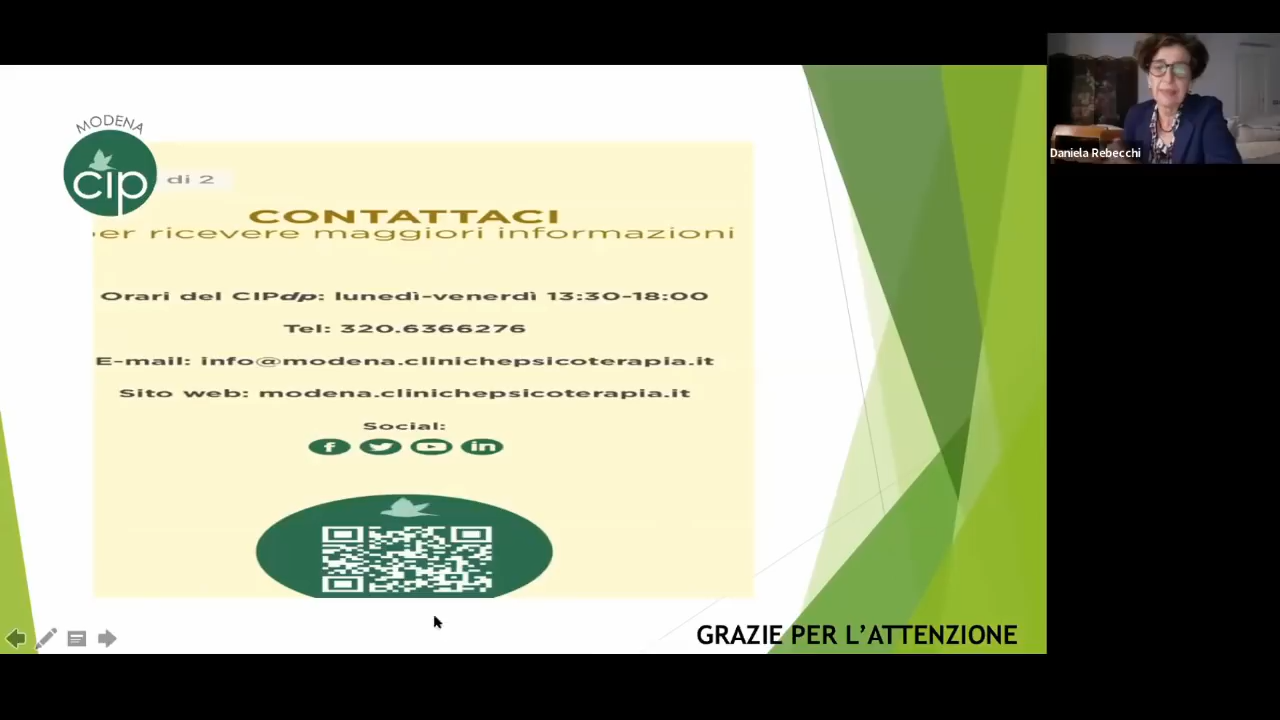 MODENA
cip
di 2
CONTATTACI
er ricevere maggiori informazioni
Orari del CIPdp: lunedì-venerdì 13:30-18:00
Tel: 320.6366276
E-mail: info@modena.clinichepsicoterapia.it
Sito web: modena.clinichepsicoterapia.it
Social:
f in
GRAZIE PER L'ATTENZIONE
Daniela Rebecchi